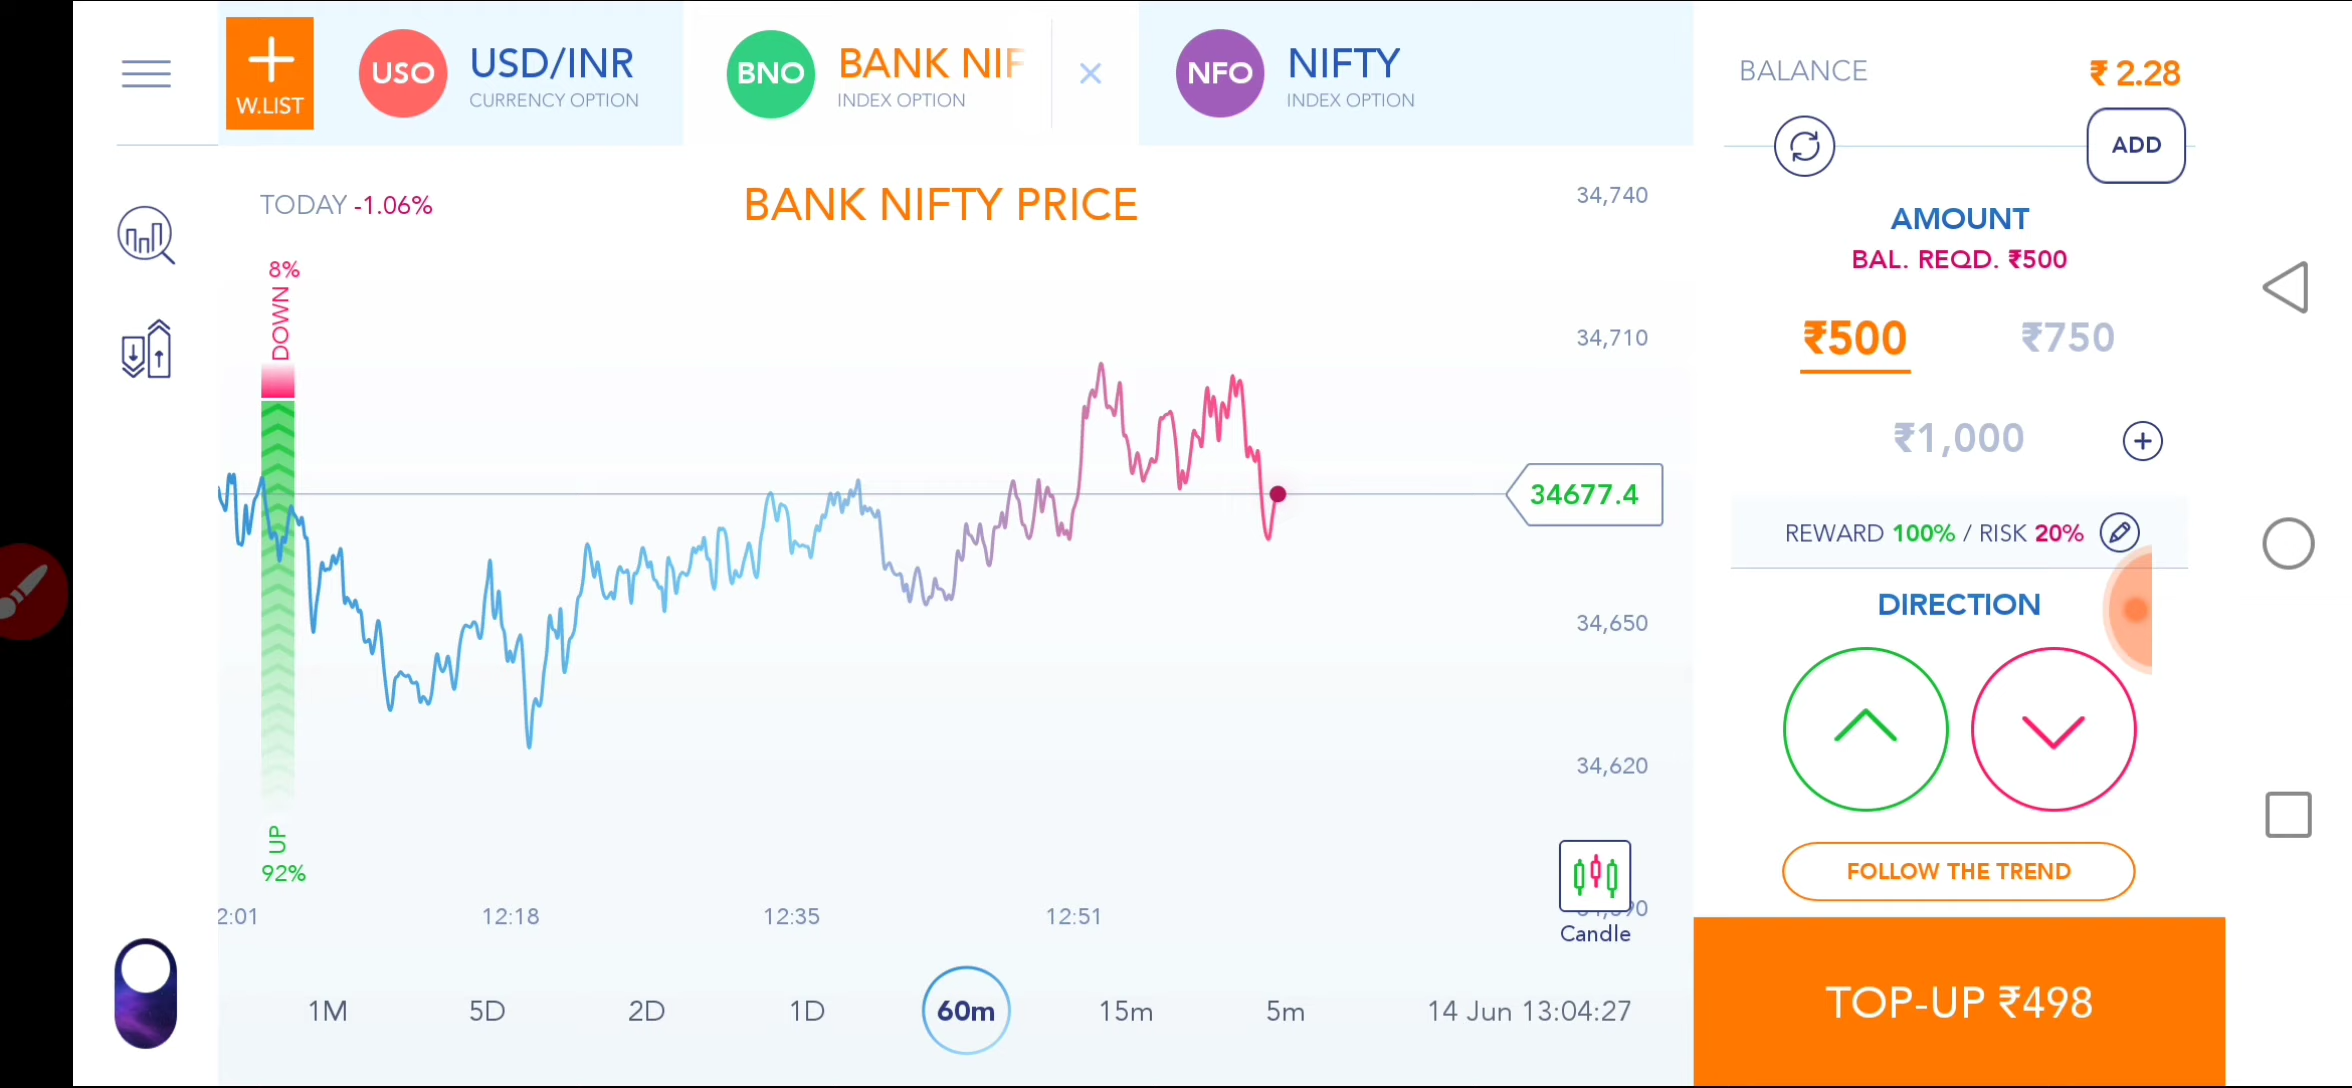 W.LIST
USO
USD/INR
CURRENCY OPTION
BNO
BANK NIF
INDEX OPTION
NFO
NIFTY
INDEX OPTION
BALANCE
₹ 2.28
ADD
TODAY -1.06%
BANK NIFTY PRICE
34,740
AMOUNT
BAL. REQD. ₹500
8%
DOWN
34,710
₹500
₹750
₹1,000
34677.4
REWARD 100% / RISK 20%
DIRECTION
34,650
34,620
UP
92%
FOLLOW THE TREND
2:01
12:18
12:35
12:51
Candle
TOP-UP ₹498
1M
5D
2D
1D
60m
15m
5m
14 Jun 13:04:27